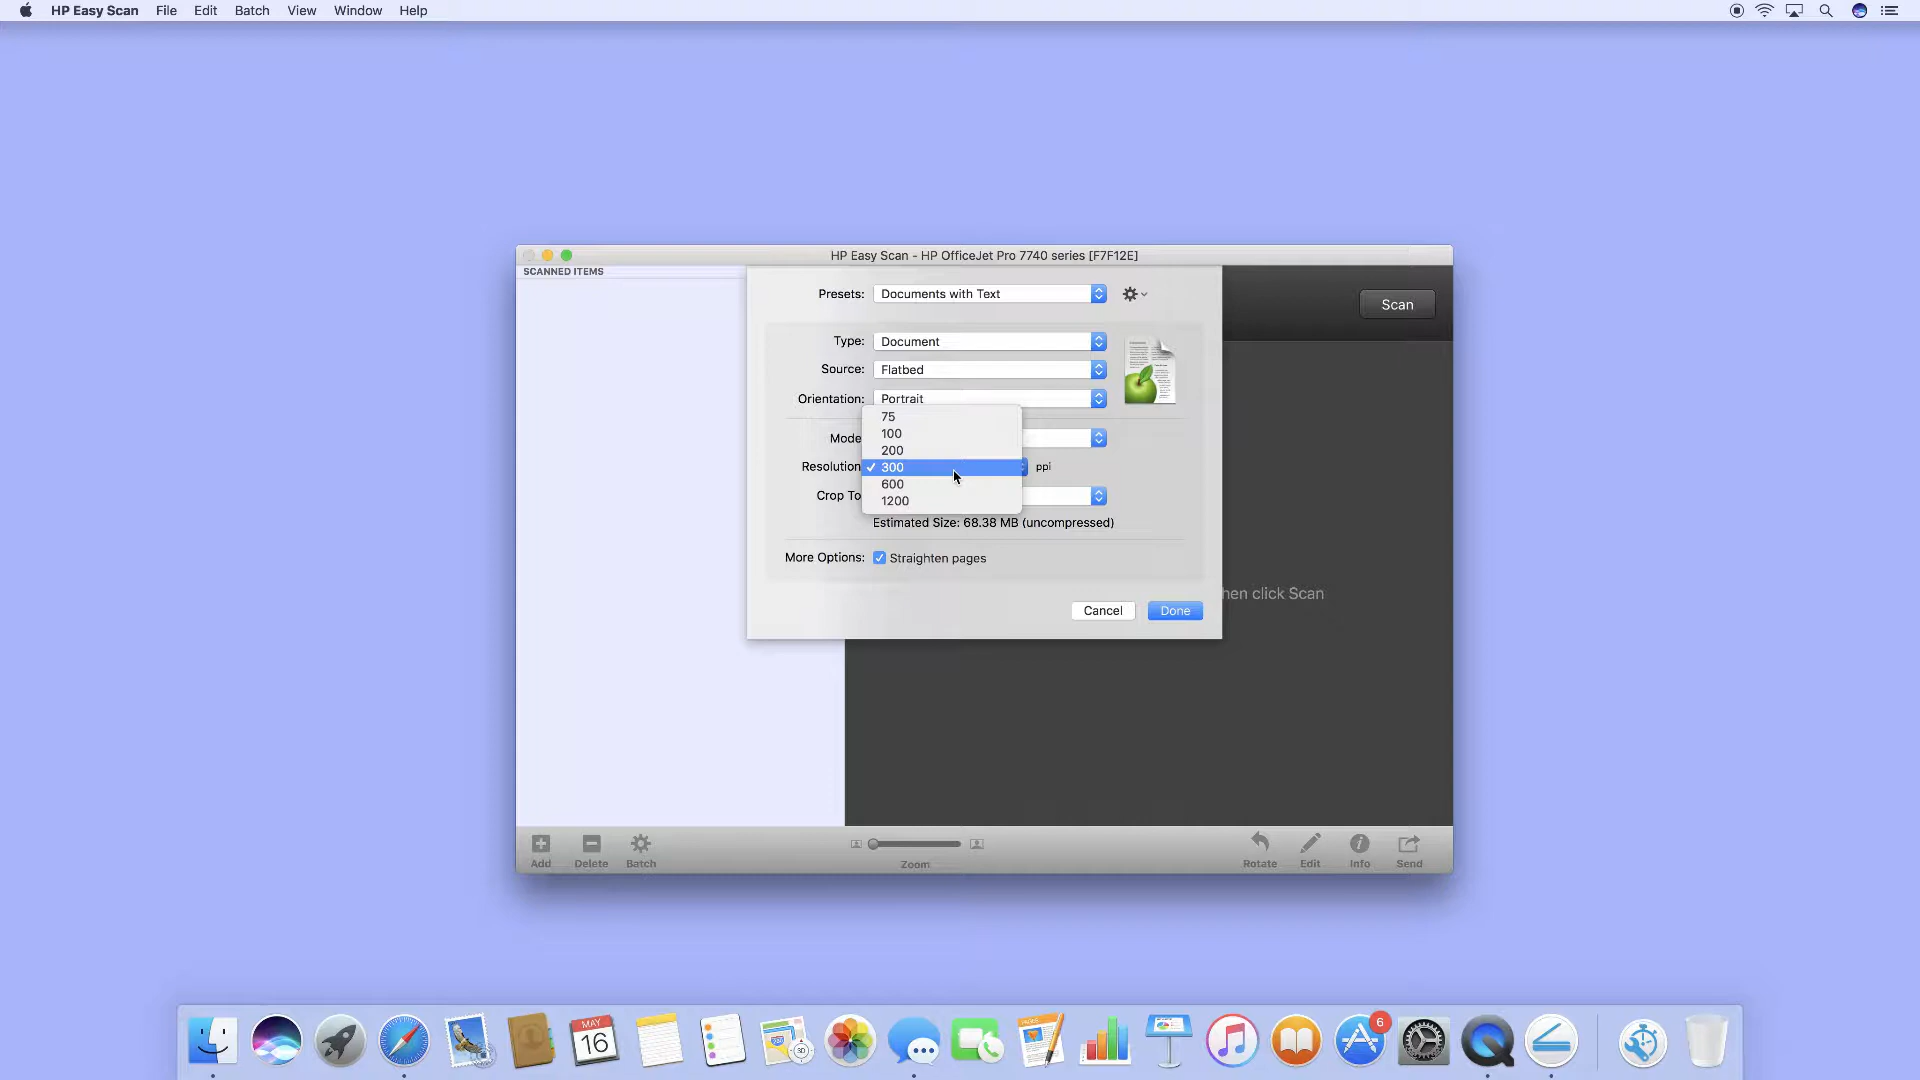 HP Easy Scan File Edit Batch View Window Help
HP Easy Scan - HP OfficeJet Pro 7740 series [F7F12E]
SCANNED ITEMS
Presets: Documents with Text
Scan
Type: Document
Source: Flatbed
Orientation: Portrait
75
100
Mode
200
Resolution ✓ 300 ppi
600
Crop To
1200
Estimated Size: 68.38 MB (uncompressed)
More Options: Straighten pages
hen click Scan
Cancel Done
Add Delete Batch Zoom Rotate Edit Info Send
MAY
16
6